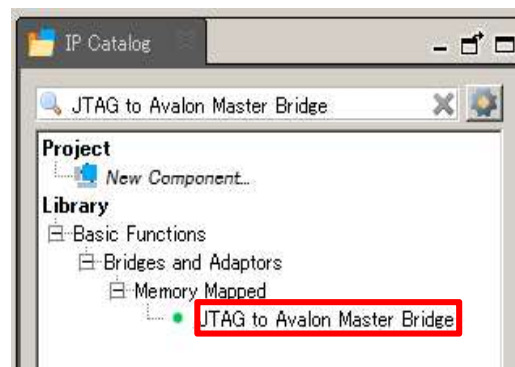 IP Catalog
JTAG to Avalon Master Bridge
Project
New Component...
Library
Basic Functions
Bridges and Adaptors
Memory Mapped
JTAG to Avalon Master Bridge